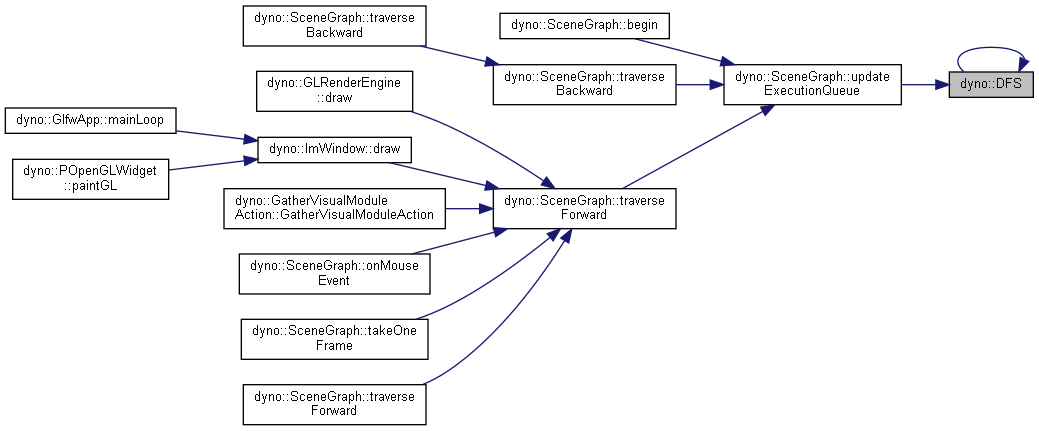 dyno::SceneGraph::traverse
Backward
dyno::SceneGraph::begin
dyno::GLRenderEngine
::draw
dyno::SceneGraph::traverse
Backward
dyno::SceneGraph::update
ExecutionQueue
dyno::DFS
dyno::GlfwApp::mainLoop
dyno::ImWindow::draw
dyno::POpenGLWidget
::paintGL
dyno::GatherVisualModule
Action::GatherVisualModuleAction
dyno::SceneGraph::traverse
Forward
dyno::SceneGraph::onMouse
Event
dyno::SceneGraph::takeOne
Frame
dyno::SceneGraph::traverse
Forward